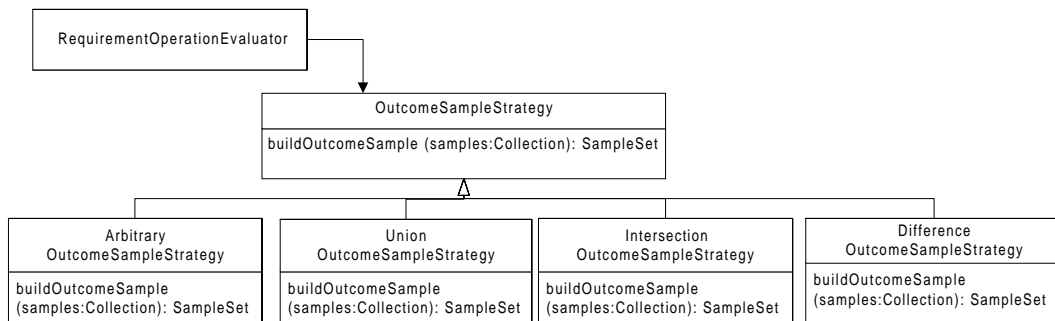 RequirementOperationEvaluator
OutcomeSampleStrategy
buildOutcomeSample (samples:Collection): SampleSet
Arbitrary
OutcomeSampleStrategy
buildOutcomeSample
(samples:Collection): SampleSet
Union
OutcomeSampleStrategy
buildOutcomeSample
(samples:Collection): SampleSet
Intersection
OutcomeSampleStrategy
buildOutcomeSample
(samples:Collection): SampleSet
Difference
OutcomeSampleStrategy
buildOutcomeSample
(samples:Collection): SampleSet